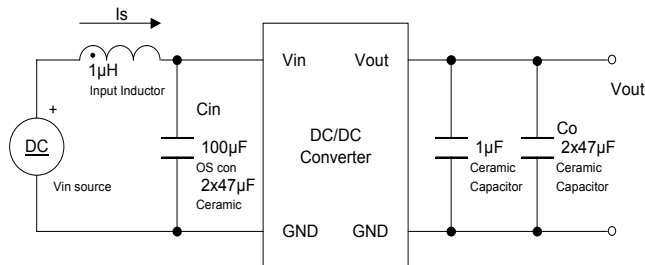 Is
1µH
Input Inductor
+
DC
Vin source
Cin
100µF
OS con
2x47µF
Ceramic
Vin
Vout
DC/DC
Converter
GND
GND
1µF
Ceramic
Capacitor
Co
2x47µF
Ceramic
Capacitor
Vout